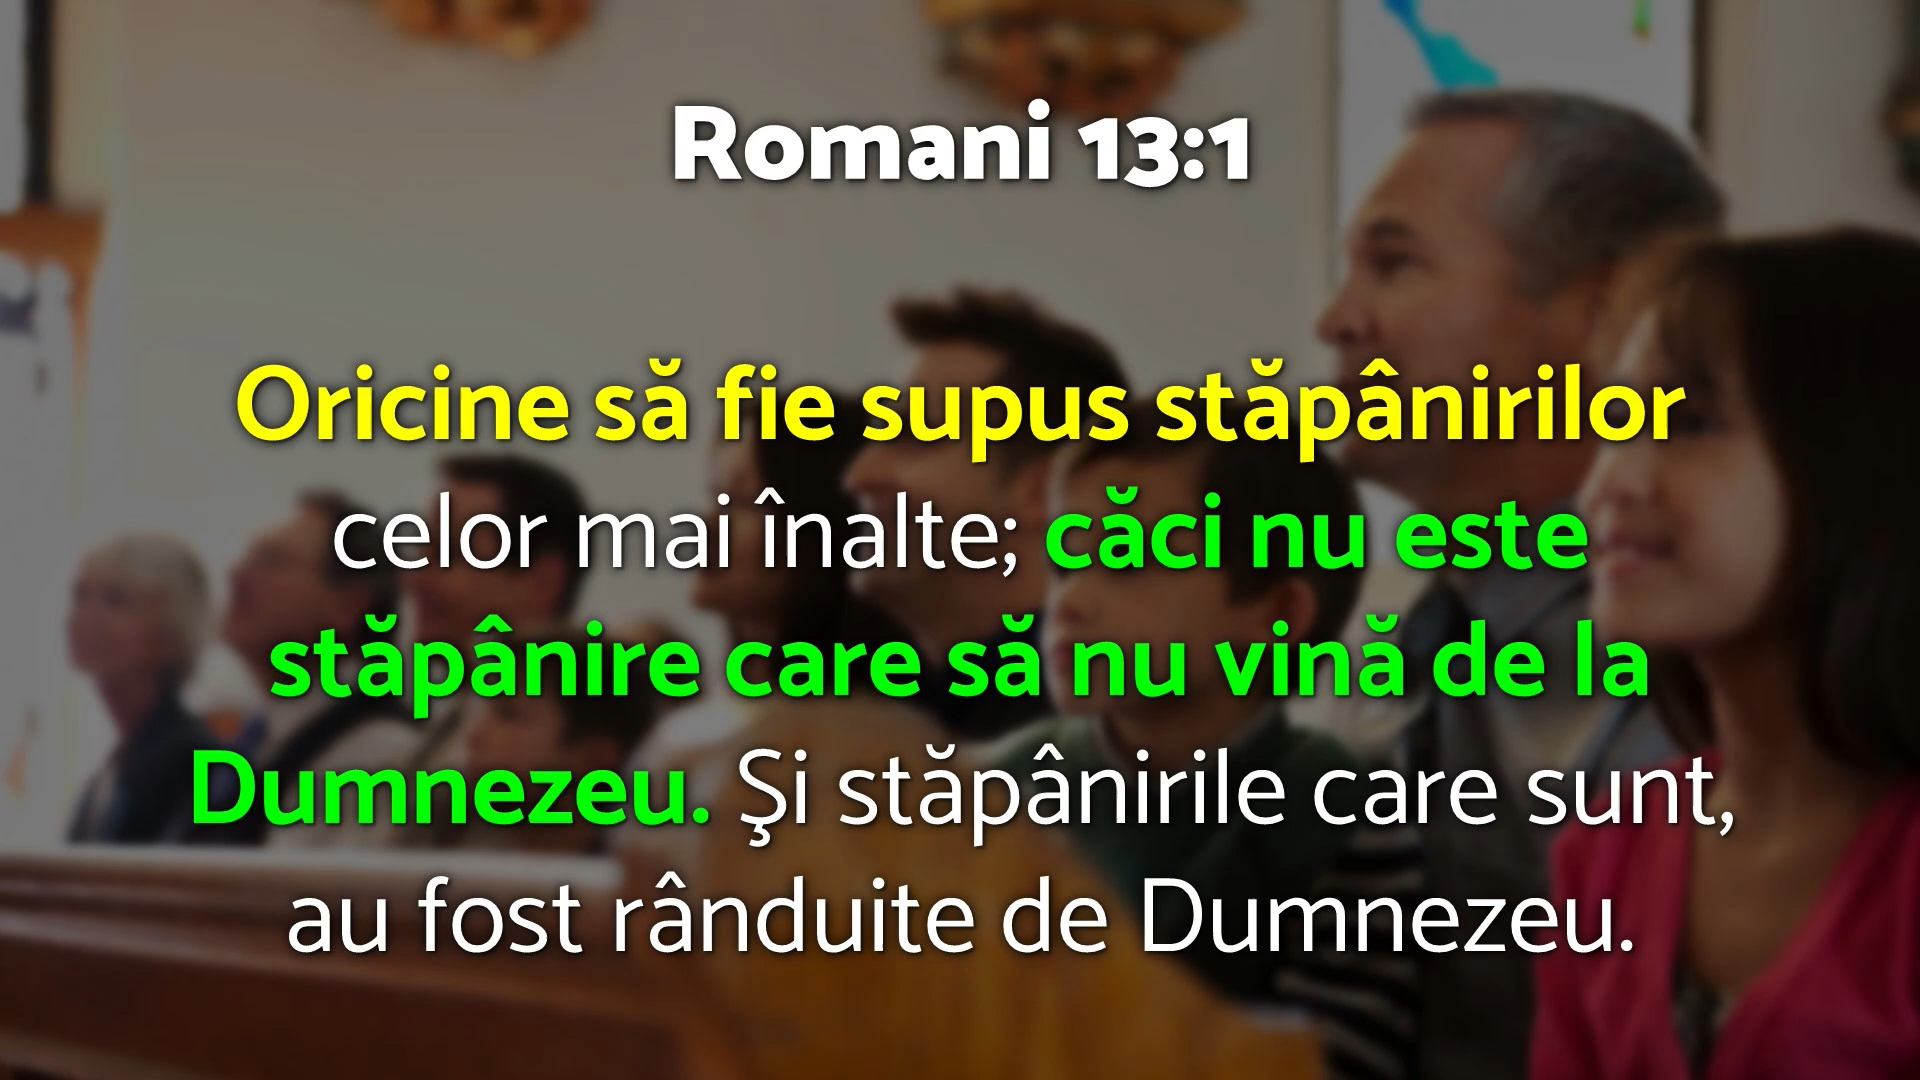 Romani 13:1
Oricine să fie supus stăpânirilor
celor mai înalte; căci nu este
stăpânire care să nu vină de la
Dumnezeu. Şi stăpânirile care sunt,
au fost rânduite de Dumnezeu.